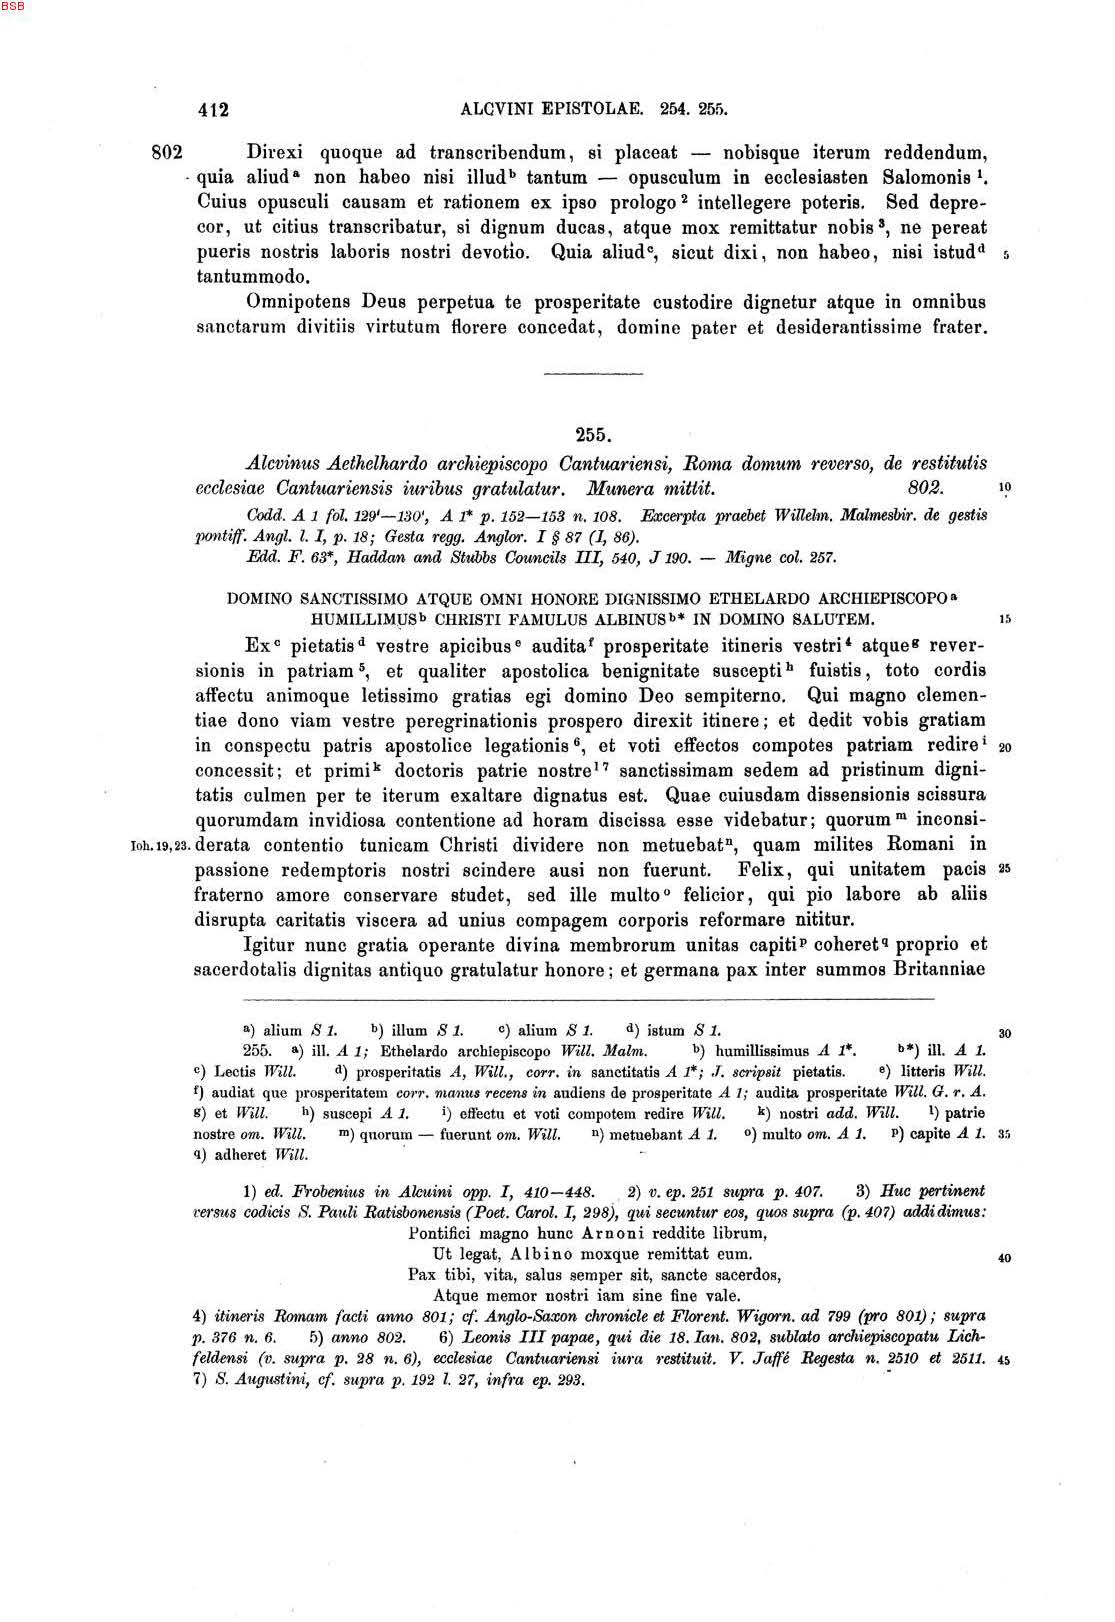 BSB
412 ALCVINI EPISTOLAE. 254. 255.
802 Direxi quoque ad transcribendum, si placeat — nobisque iterum reddendum,
quia aliud a non habeo nisi illud b tantum — opusculum in ecclesiasten Salomonis 1.
Cuius opusculi causam et rationem ex ipso prologo 2 intellegere poteris. Sed depre-
cor, ut citius transcribatur, si dignum ducas, atque mox remittatur nobis 3, ne pereat
pueris nostris laboris nostri devotio. Quia aliud c, sicut dixi, non habeo, nisi istud d 5
tantummodo.
Omnipotens Deus perpetua te prosperitate custodire dignetur atque in omnibus
sanctarum divitiis virtutum florere concedat, domine pater et desiderantissime frater.
255.
Alcvinus Aethelhardo archiepiscopo Cantuariensi, Roma domum reverso, de restitutis
ecclesiae Cantuariensis iuribus gratulatur. Munera mittit. 802. 10
Codd. A 1 fol. 129'—130', A 1* p. 152—153 n. 108. Excerpta praebet Willelm. Malmesbir. de gestis
pontiff. Angl. l. I, p. 18; Gesta regg. Anglor. I § 87 (I, 86).
Edd. F. 63*, Haddan and Stubbs Councils III, 540, J 190. — Migne col. 257.
DOMINO SANCTISSIMO ATQUE OMNI HONORE DIGNISSIMO ETHELARDO ARCHIEPISCOPO a
HUMILLIMUS b CHRISTI FAMULUS ALBINUS b* IN DOMINO SALUTEM. 15
Ex c pietatis d vestre apicibus e audita f prosperitate itineris vestri 4 atque g rever-
sionis in patriam 5, et qualiter apostolica benignitate suscepti h fuistis, toto cordis
affectu animoque letissimo gratias egi domino Deo sempiterno. Qui magno clemen-
tiae dono viam vestre peregrinationis prospero direxit itinere; et dedit vobis gratiam
in conspectu patris apostolice legationis 6, et voti effectos compotes patriam redire i 20
concessit; et primi k doctoris patrie nostre l 7 sanctissimam sedem ad pristinum digni-
tatis culmen per te iterum exaltare dignatus est. Quae cuiusdam dissensionis scissura
quorumdam invidiosa contentione ad horam discissa esse videbatur; quorum m inconsi-
Ioh. 19, 23. derata contentio tunicam Christi dividere non metuebat n, quam milites Romani in
passione redemptoris nostri scindere ausi non fuerunt. Felix, qui unitatem pacis 25
fraterno amore conservare studet, sed ille multo o felicior, qui pio labore ab aliis
disrupta caritatis viscera ad unius compagem corporis reformare nititur.
Igitur nunc gratia operante divina membrorum unitas capiti p coheret q proprio et
sacerdotalis dignitas antiquo gratulatur honore; et germana pax inter summos Britanniae
a) alium S 1. b) illum S 1. c) alium S 1. d) istum S 1. 30
255. a) ill. A 1; Ethelardo archiepiscopo Will. Malm. b) humillissimus A 1*. b*) ill. A 1.
c) Lectis Will. d) prosperitatis A, Will., corr. in sanctitatis A 1*; J. scripsit pietatis. e) litteris Will.
f) audiat que prosperitatem corr. manus recens in audiens de prosperitate A 1; audita prosperitate Will. G. r. A.
g) et Will. h) suscepi A 1. i) effectu et voti compotem redire Will. k) nostri add. Will. l) patrie
nostre om. Will. m) quorum — fuerunt om. Will. n) metuebant A 1. o) multo om. A 1. p) capite A 1. 35
q) adheret Will.
1) ed. Frobenius in Alcuini opp. I, 410—448. 2) v. ep. 251 supra p. 407. 3) Huc pertinent
versus codicis S. Pauli Ratisbonensis (Poet. Carol. I, 298), qui secuntur eos, quos supra (p. 407) addidimus:
Pontifici magno hunc Arnoni reddite librum,
Ut legat, Albino moxque remittat eum. 40
Pax tibi, vita, salus semper sit, sancte sacerdos,
Atque memor nostri iam sine fine vale.
4) itineris Romam facti anno 801; cf. Anglo-Saxon chronicle et Florent. Wigorn. ad 799 (pro 801); supra
p. 376 n. 6. 5) anno 802. 6) Leonis III papae, qui die 18. Ian. 802, sublato archiepiscopatu Lich-
feldensi (v. supra p. 28 n. 6), ecclesiae Cantuariensi iura restituit. V. Jaffé Regesta n. 2510 et 2511. 45
7) S. Augustini, cf. supra p. 192 l. 27, infra ep. 293.